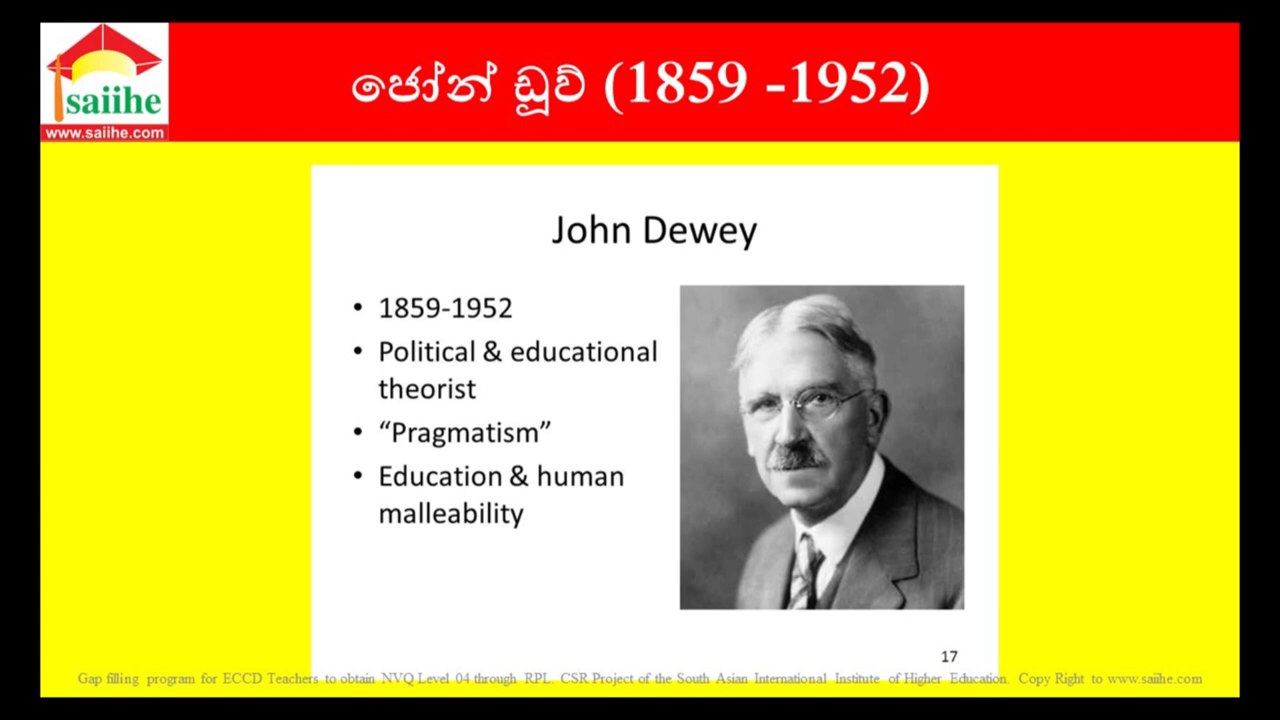 saiihe
www.saiihe.com
ජෝන් ඩූවි (1859 -1952)
John Dewey
• 1859-1952
• Political & educational
theorist
• “Pragmatism”
• Education & human
malleability
17
Gap filling program for ECCD Teachers to obtain NVQ Level 04 through RPL. CSR Project of the South Asian International Institute of Higher Education. Copy Right to www.saiihe.com